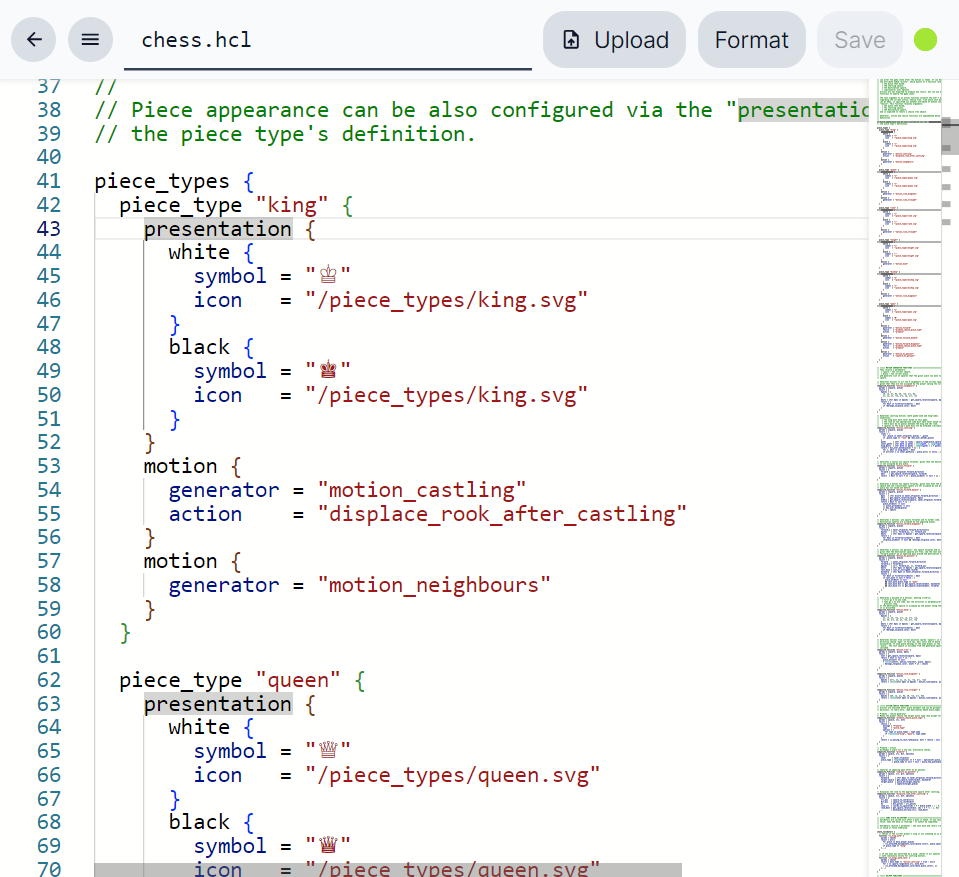 chess.hcl
Upload
Format
Save
37 //
38 // Piece appearance can be also configured via the "presentatio
39 // the piece type's definition.
40
41 piece_types {
42   piece_type "king" {
43     presentation {
44       white {
45         symbol = "♔"
46         icon   = "/piece_types/king.svg"
47       }
48       black {
49         symbol = "♚"
50         icon   = "/piece_types/king.svg"
51       }
52     }
53     motion {
54       generator = "motion_castling"
55       action    = "displace_rook_after_castling"
56     }
57     motion {
58       generator = "motion_neighbours"
59     }
60   }
61
62   piece_type "queen" {
63     presentation {
64       white {
65         symbol = "♕"
66         icon   = "/piece_types/queen.svg"
67       }
68       black {
69         symbol = "♛"
70         icon   = "/piece_types/queen.svg"